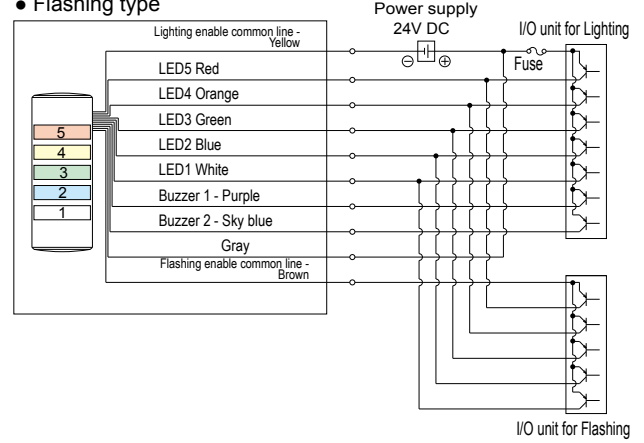 ● Flashing type
Power supply
24V DC
I/O unit for Lighting
Lighting enable common line -
Yellow
Fuse
LED5 Red
LED4 Orange
LED3 Green
LED2 Blue
LED1 White
Buzzer 1 - Purple
Buzzer 2 - Sky blue
Gray
Flashing enable common line -
Brown
5
4
3
2
1
I/O unit for Flashing